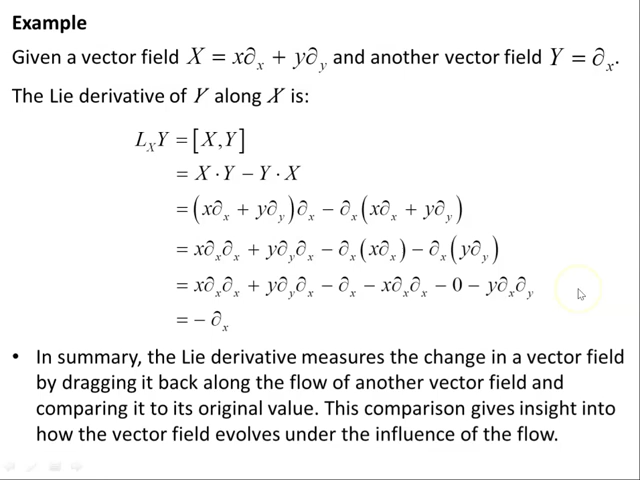 Example
Given a vector field X = x∂ₓ + y∂ᵧ and another vector field Y = ∂ₓ.
The Lie derivative of Y along X is:
L_X Y = [X,Y]
= X · Y − Y · X
= (x∂ₓ + y∂ᵧ)∂ₓ − ∂ₓ(x∂ₓ + y∂ᵧ)
= x∂ₓ∂ₓ + y∂ᵧ∂ₓ − ∂ₓ(x∂ₓ) − ∂ₓ(y∂ᵧ)
= x∂ₓ∂ₓ + y∂ᵧ∂ₓ − ∂ₓ − x∂ₓ∂ₓ − 0 − y∂ₓ∂ᵧ
= − ∂ₓ
• In summary, the Lie derivative measures the change in a vector field
by dragging it back along the flow of another vector field and
comparing it to its original value. This comparison gives insight into
how the vector field evolves under the influence of the flow.